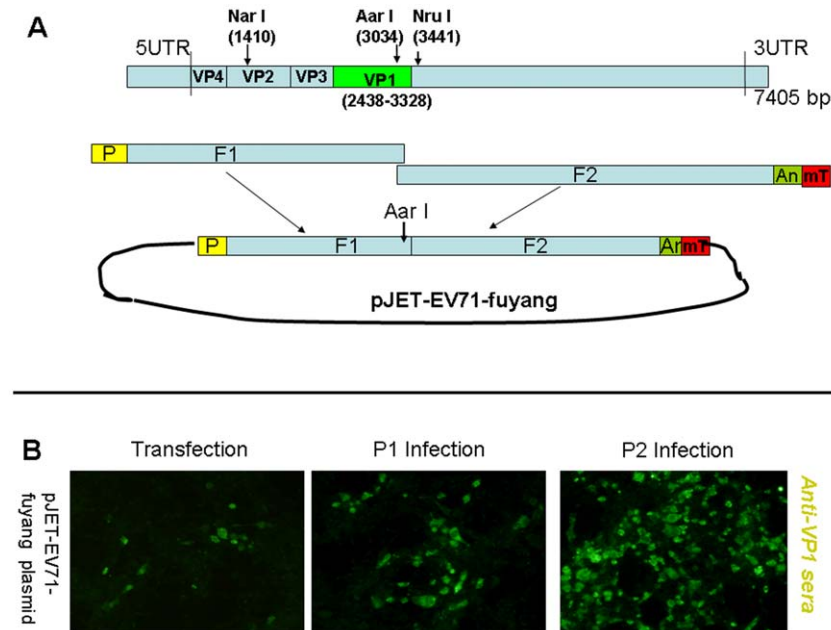 A
Nar I Aar I Nru I
(1410) (3034) (3441)
5UTR 3UTR
VP4 VP2 VP3 VP1
(2438-3328) 7405 bp
P F1
F2 An mT
Aar I
P F1 F2 An mT
pJET-EV71-fuyang
B
Transfection P1 Infection P2 Infection
pJET-EV71-
fuyang plasmid
Anti-VP1 sera